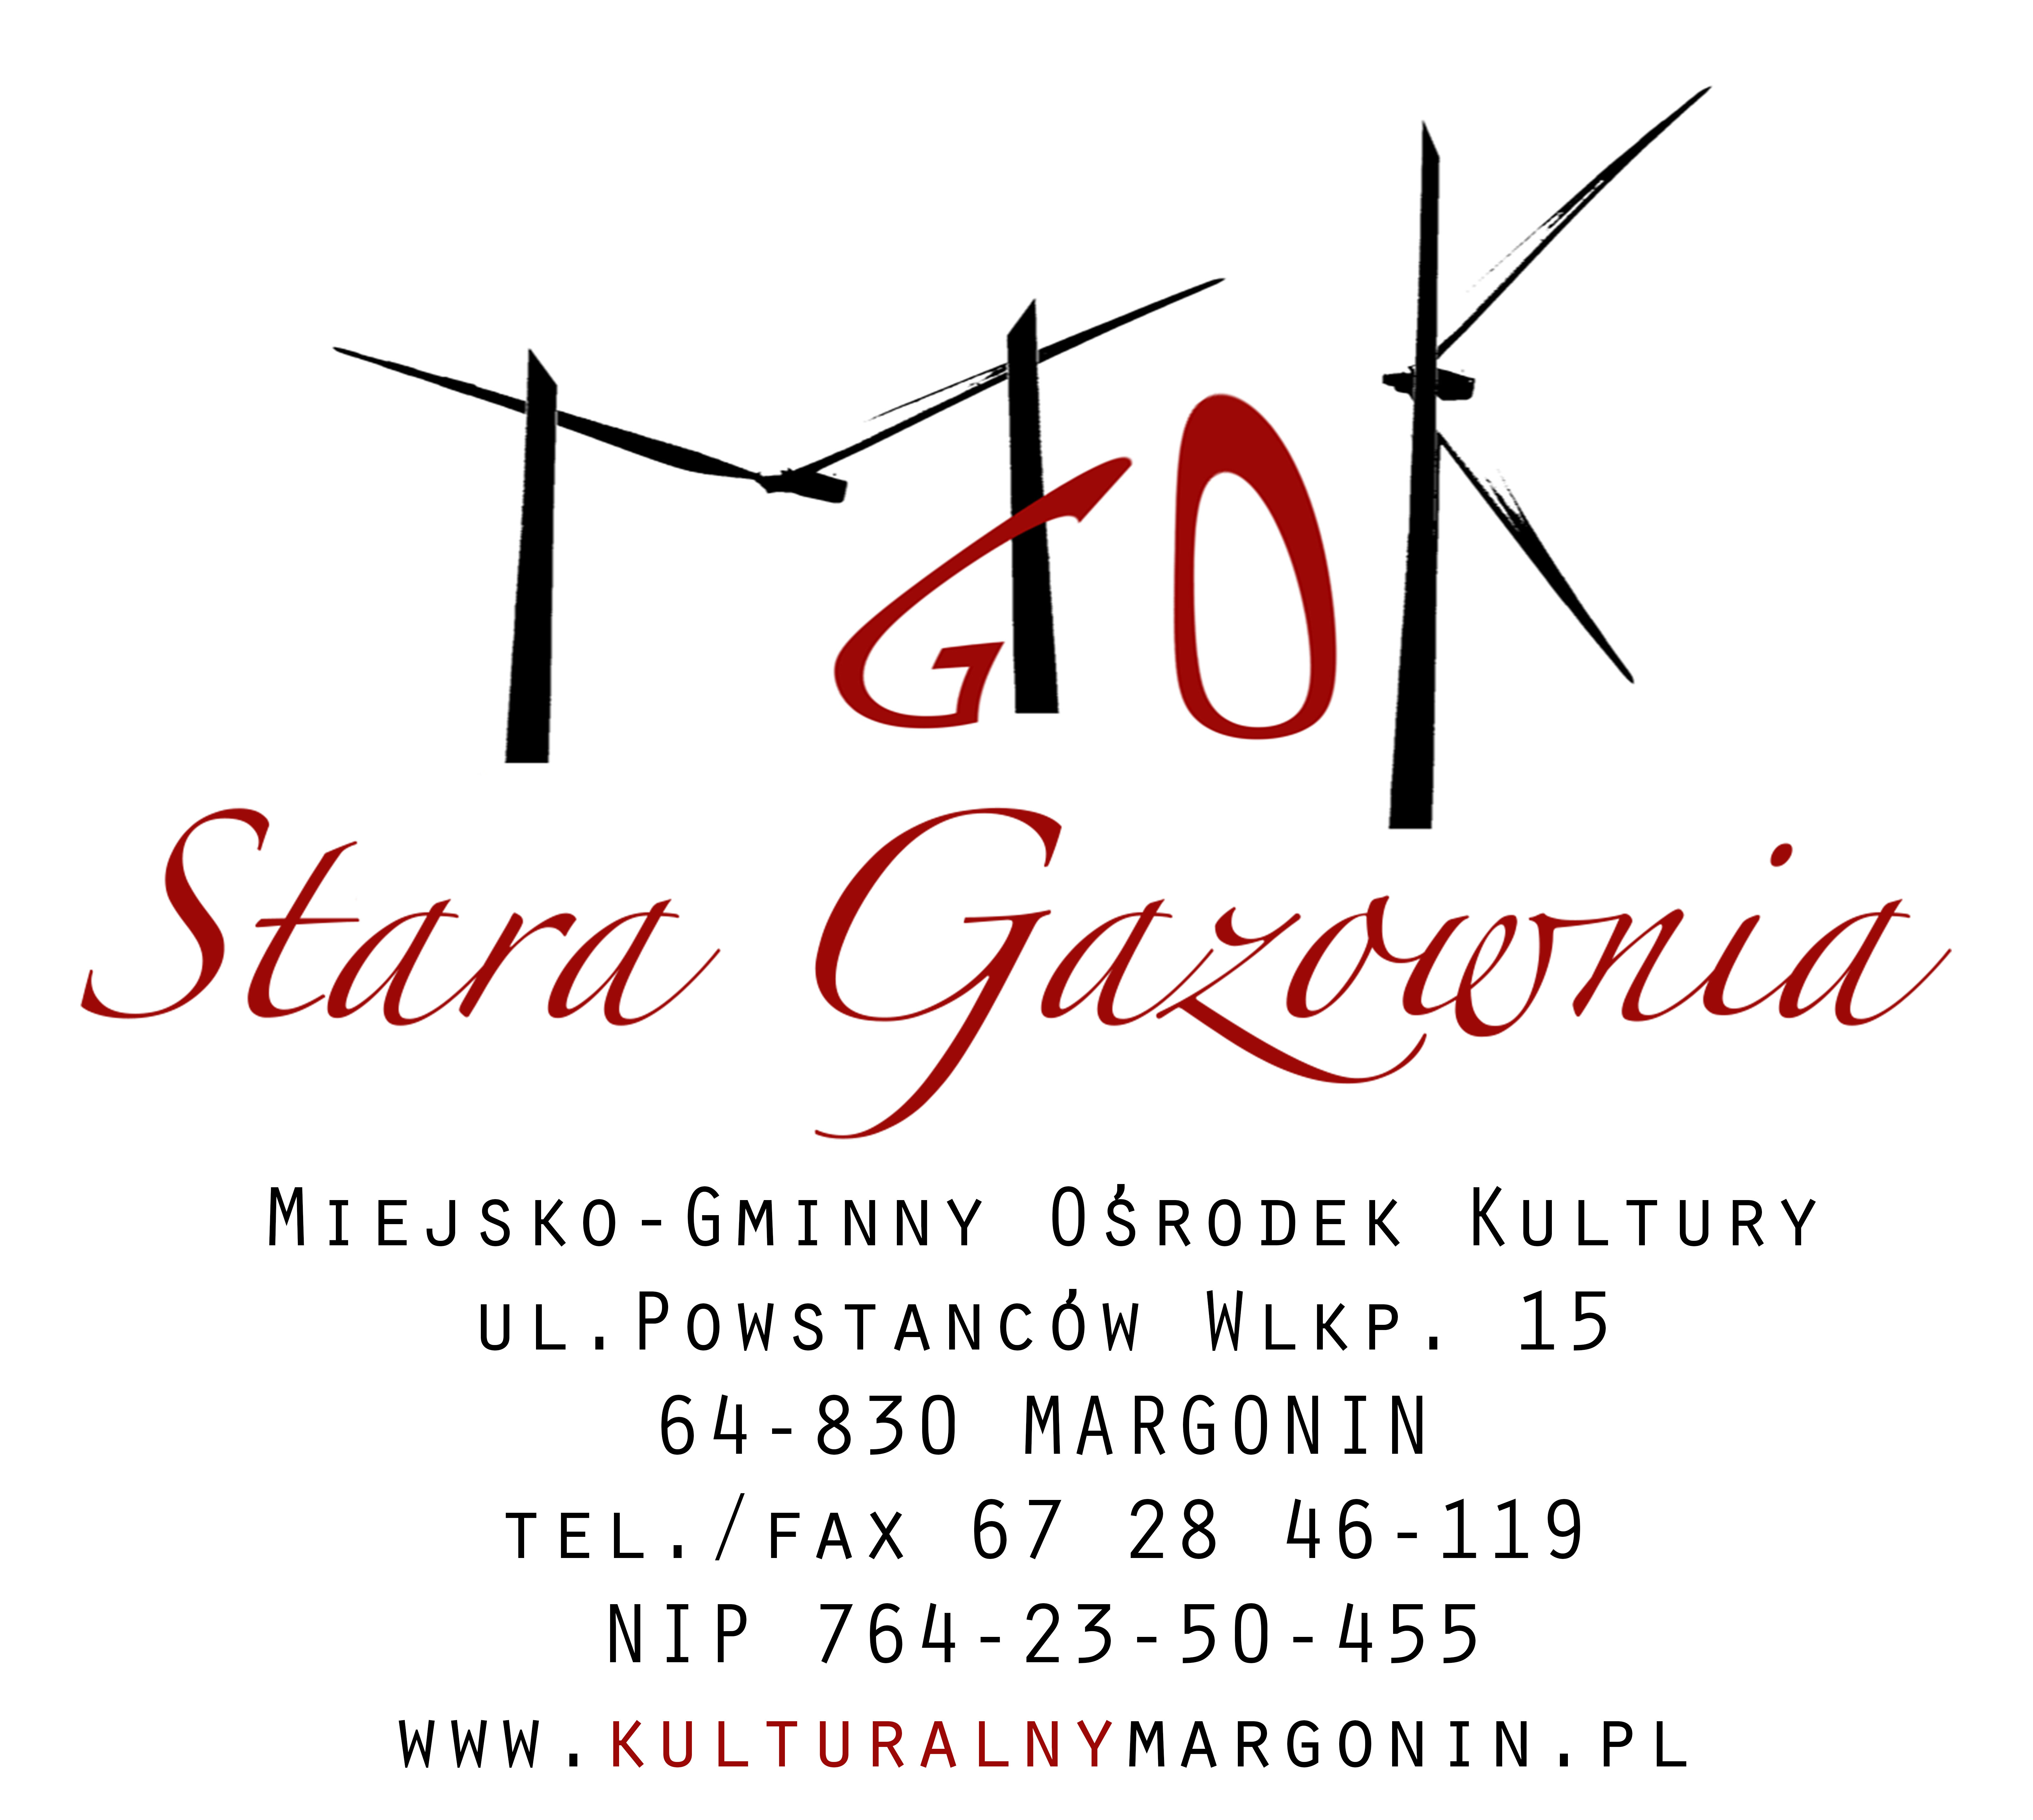 MGOK
Stara Gazownia
Miejsko-Gminny Ośrodek Kultury
ul.Powstanców Wlkp. 15
64-830 MARGONIN
tel./fax 67 28 46-119
NIP 764-23-50-455
www.kulturalnymargonin.pl